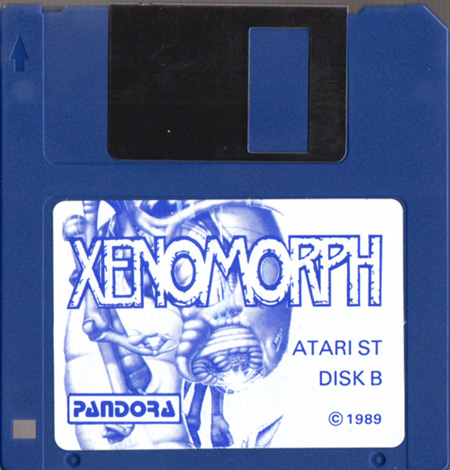 XENOMORPH
ATARI ST
DISK B
PANDORA
© 1989